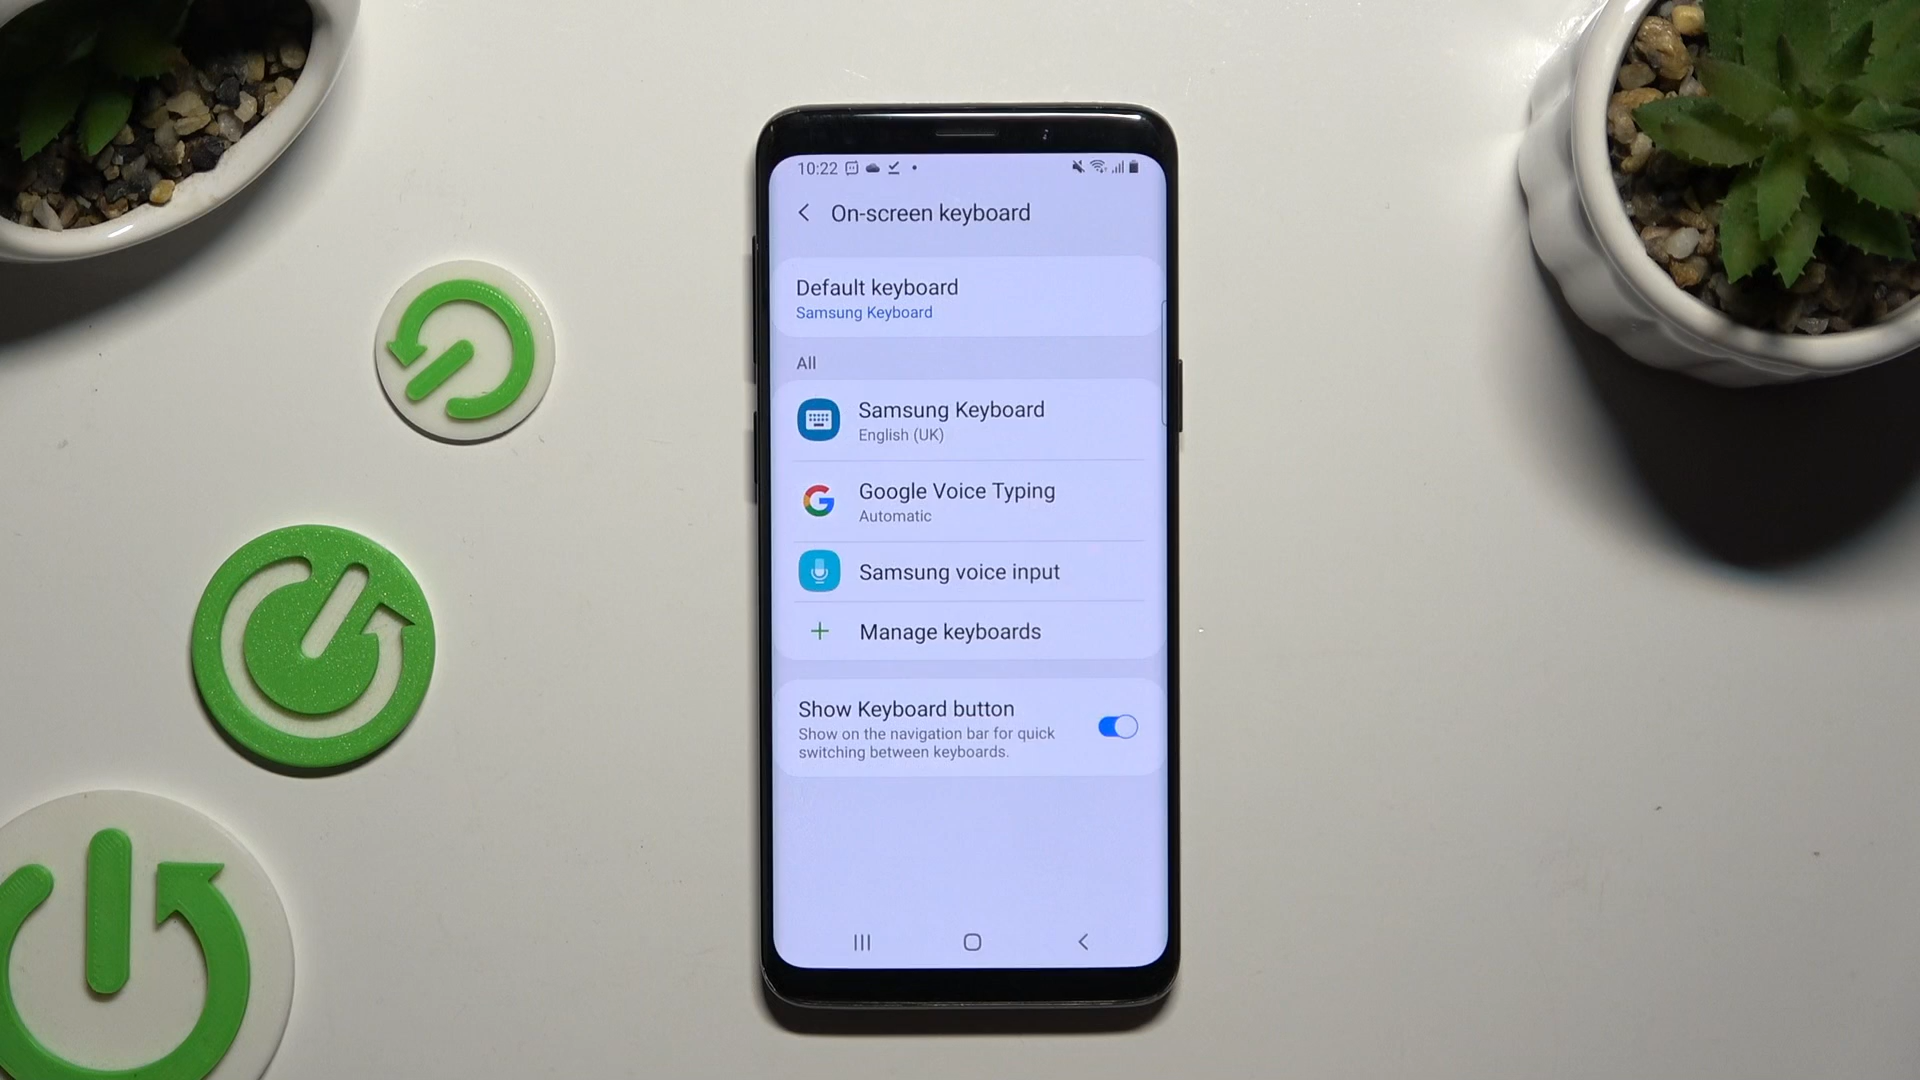 10:22
On-screen keyboard
Default keyboard
Samsung Keyboard
All
Samsung Keyboard
English (UK)
Google Voice Typing
Automatic
Samsung voice input
Manage keyboards
Show Keyboard button
Show on the navigation bar for quick
switching between keyboards.